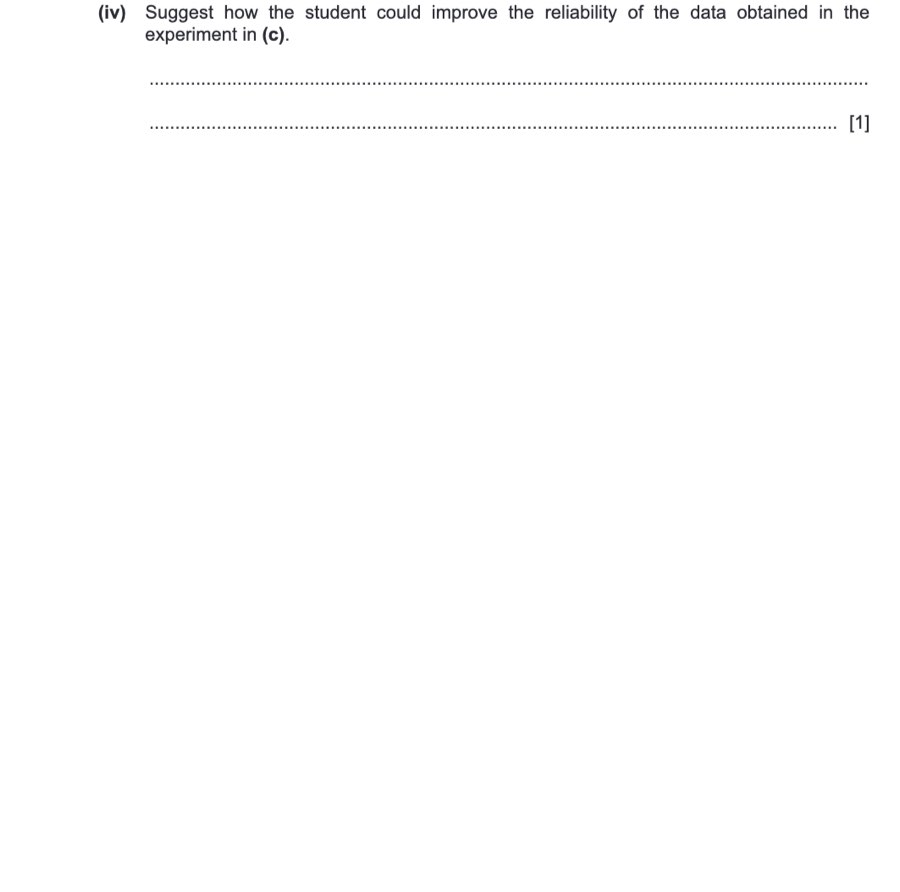 (iv) Suggest how the student could improve the reliability of the data obtained in the
experiment in (c).
................................................................................
................................................................................ [1]